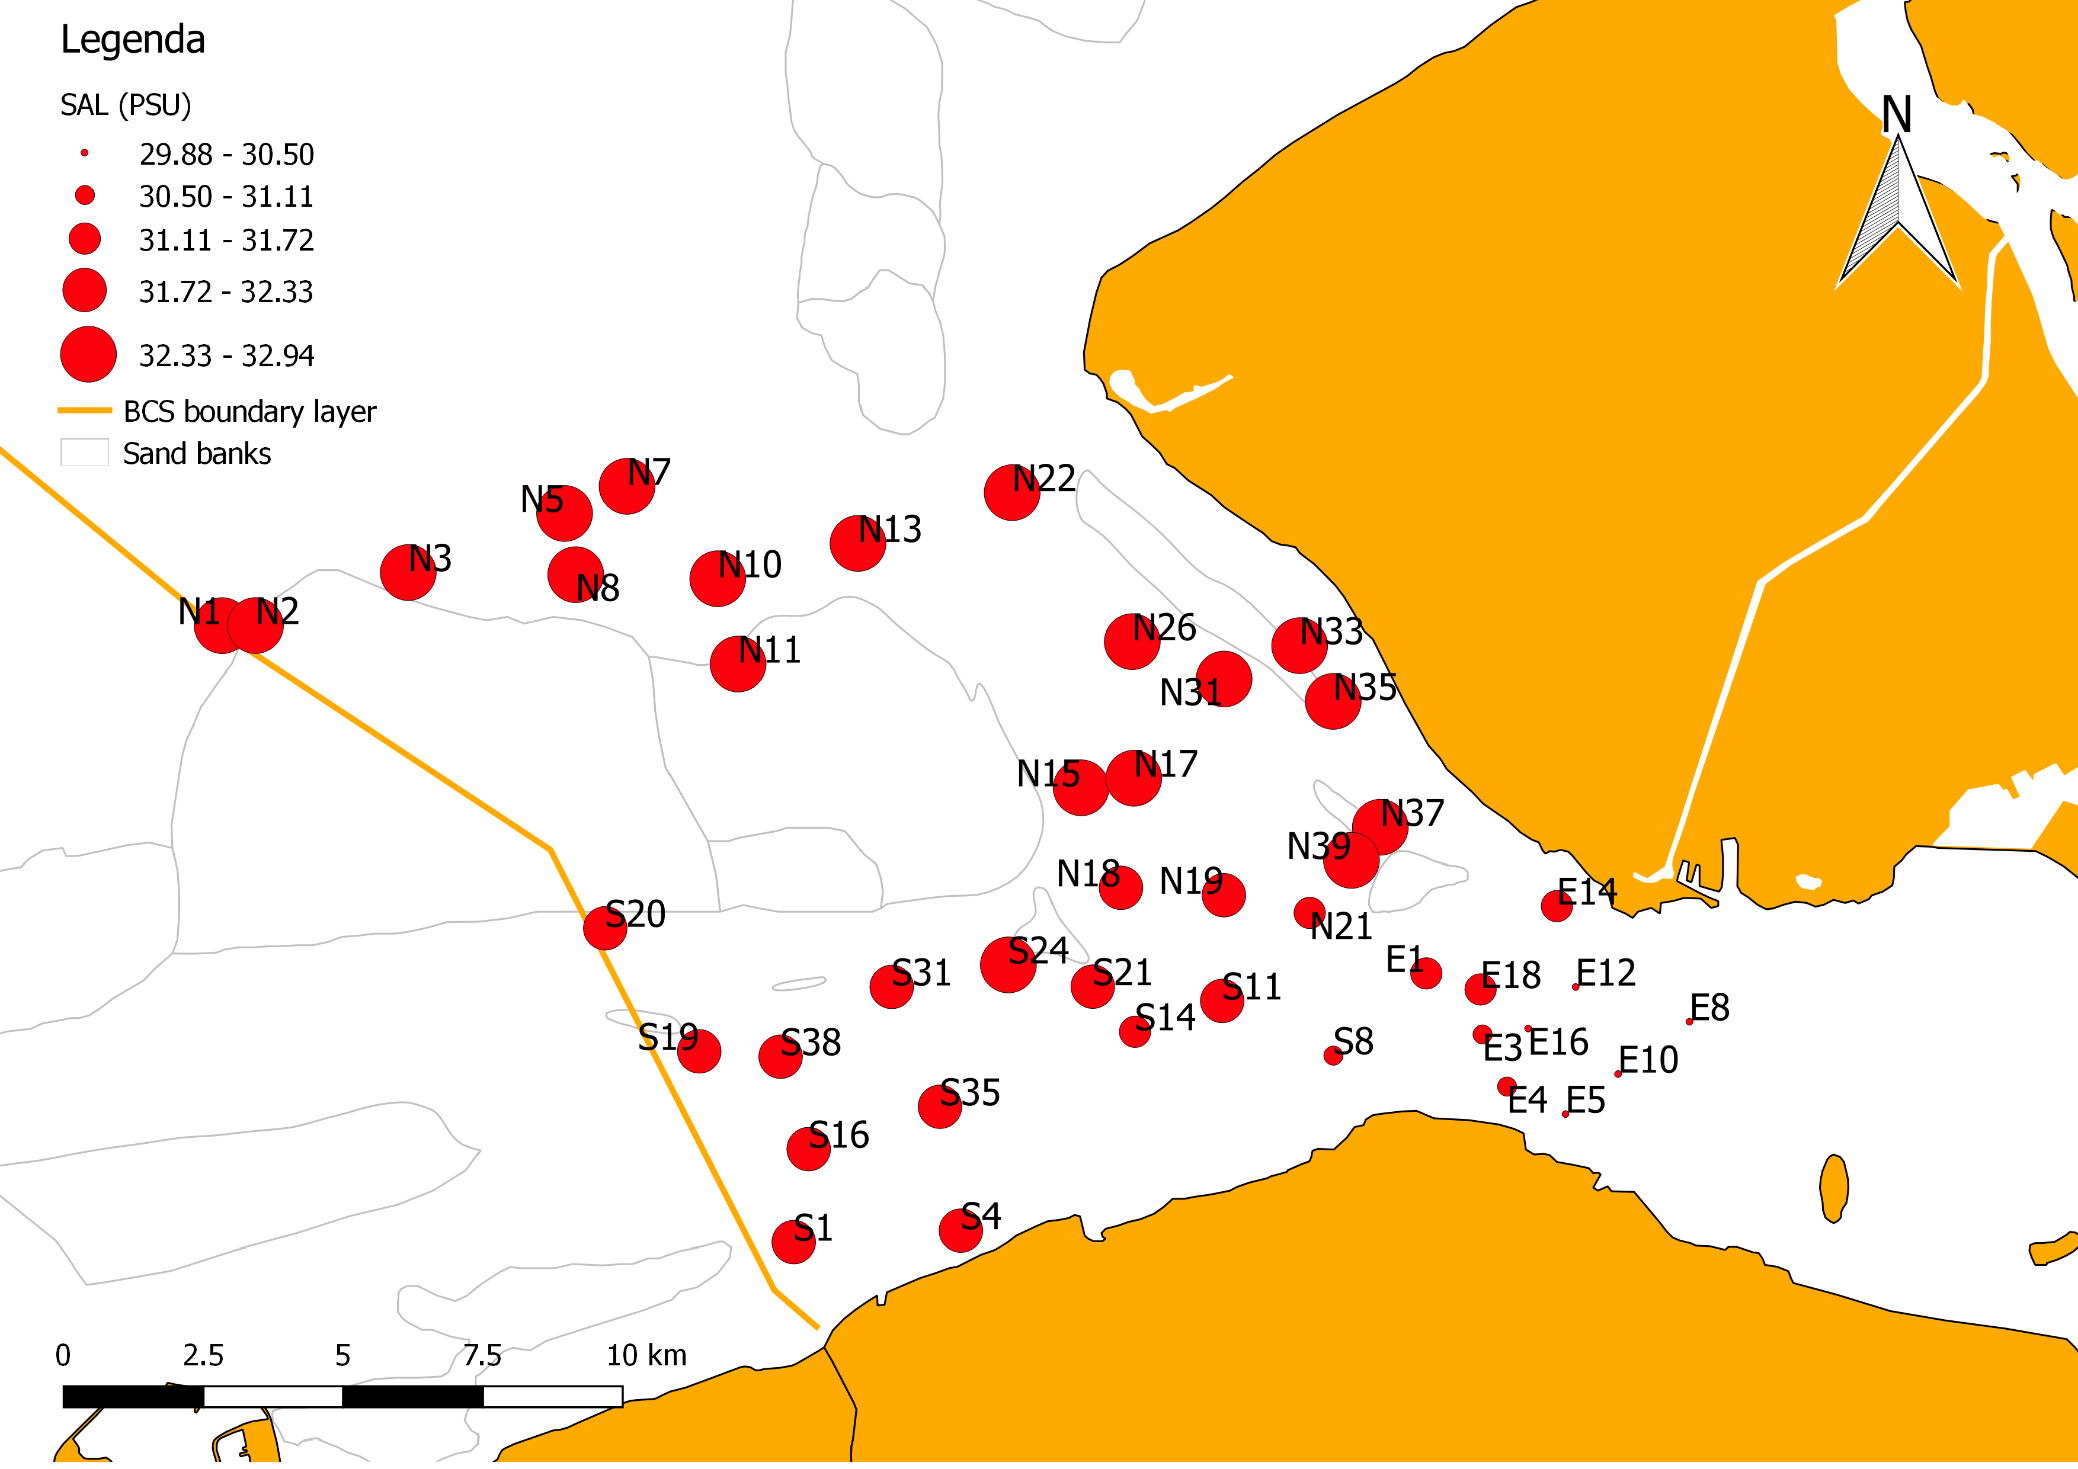 Legenda
SAL (PSU)
29.88 - 30.50
30.50 - 31.11
31.11 - 31.72
31.72 - 32.33
32.33 - 32.94
BCS boundary layer
Sand banks
N
N7
N22
N5
N13
N3
N10
N8
N1 N2
N26
N33
N11
N31
N35
N17
N15
N37
N39
N18
N19
E14
S20
N21
S24
E1
S31
S21
S11
E18
E12
E8
S14
S19
S38
S8
E3
E16
E10
S35
E4
E5
S16
S1
S4
0 2.5 5 7.5 10 km